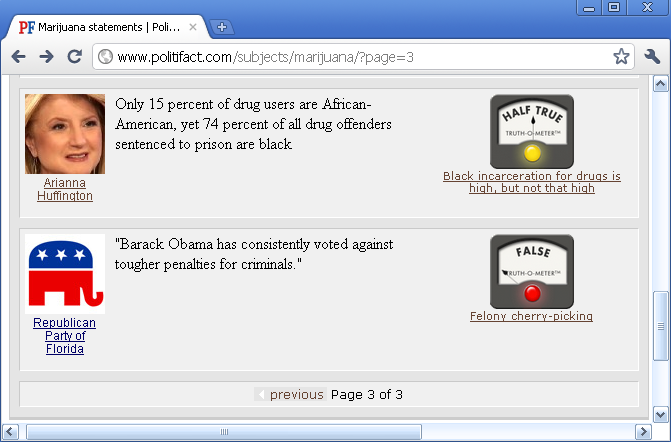 PF Marijuana statements | Poli...
www.politifact.com/subjects/marijuana/?page=3
Only 15 percent of drug users are African-
American, yet 74 percent of all drug offenders
sentenced to prison are black
Arianna
Huffington
HALF TRUE
TRUTH-O-METER™
Black incarceration for drugs is
high, but not that high
"Barack Obama has consistently voted against
tougher penalties for criminals."
Republican
Party of
Florida
FALSE
TRUTH-O-METER™
Felony cherry-picking
previous Page 3 of 3